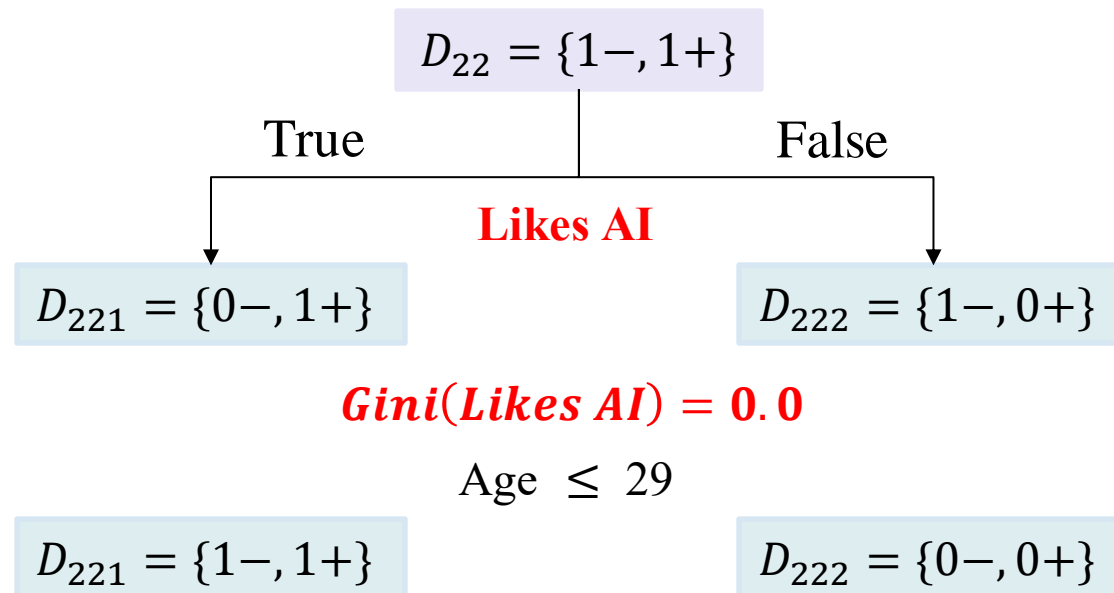 D₂₂ = {1−, 1+}
True False
Likes AI
D₂₂₁ = {0−, 1+} D₂₂₂ = {1−, 0+}
Gini(Likes AI) = 0.0
Age ≤ 29
D₂₂₁ = {1−, 1+} D₂₂₂ = {0−, 0+}